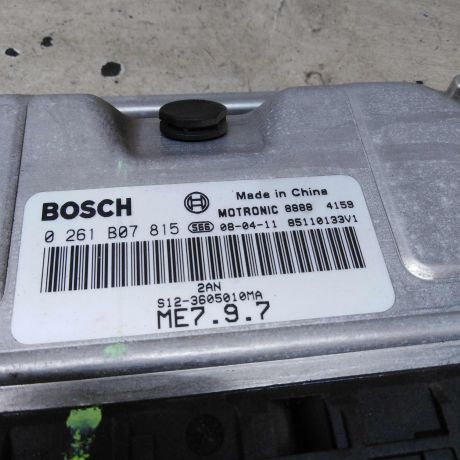 Made in China
BOSCH MOTRONIC 8888 4159
0 261 B07 815 S66 08-04-11 85110133V1
2AN
S12-3605010MA
ME7.9.7